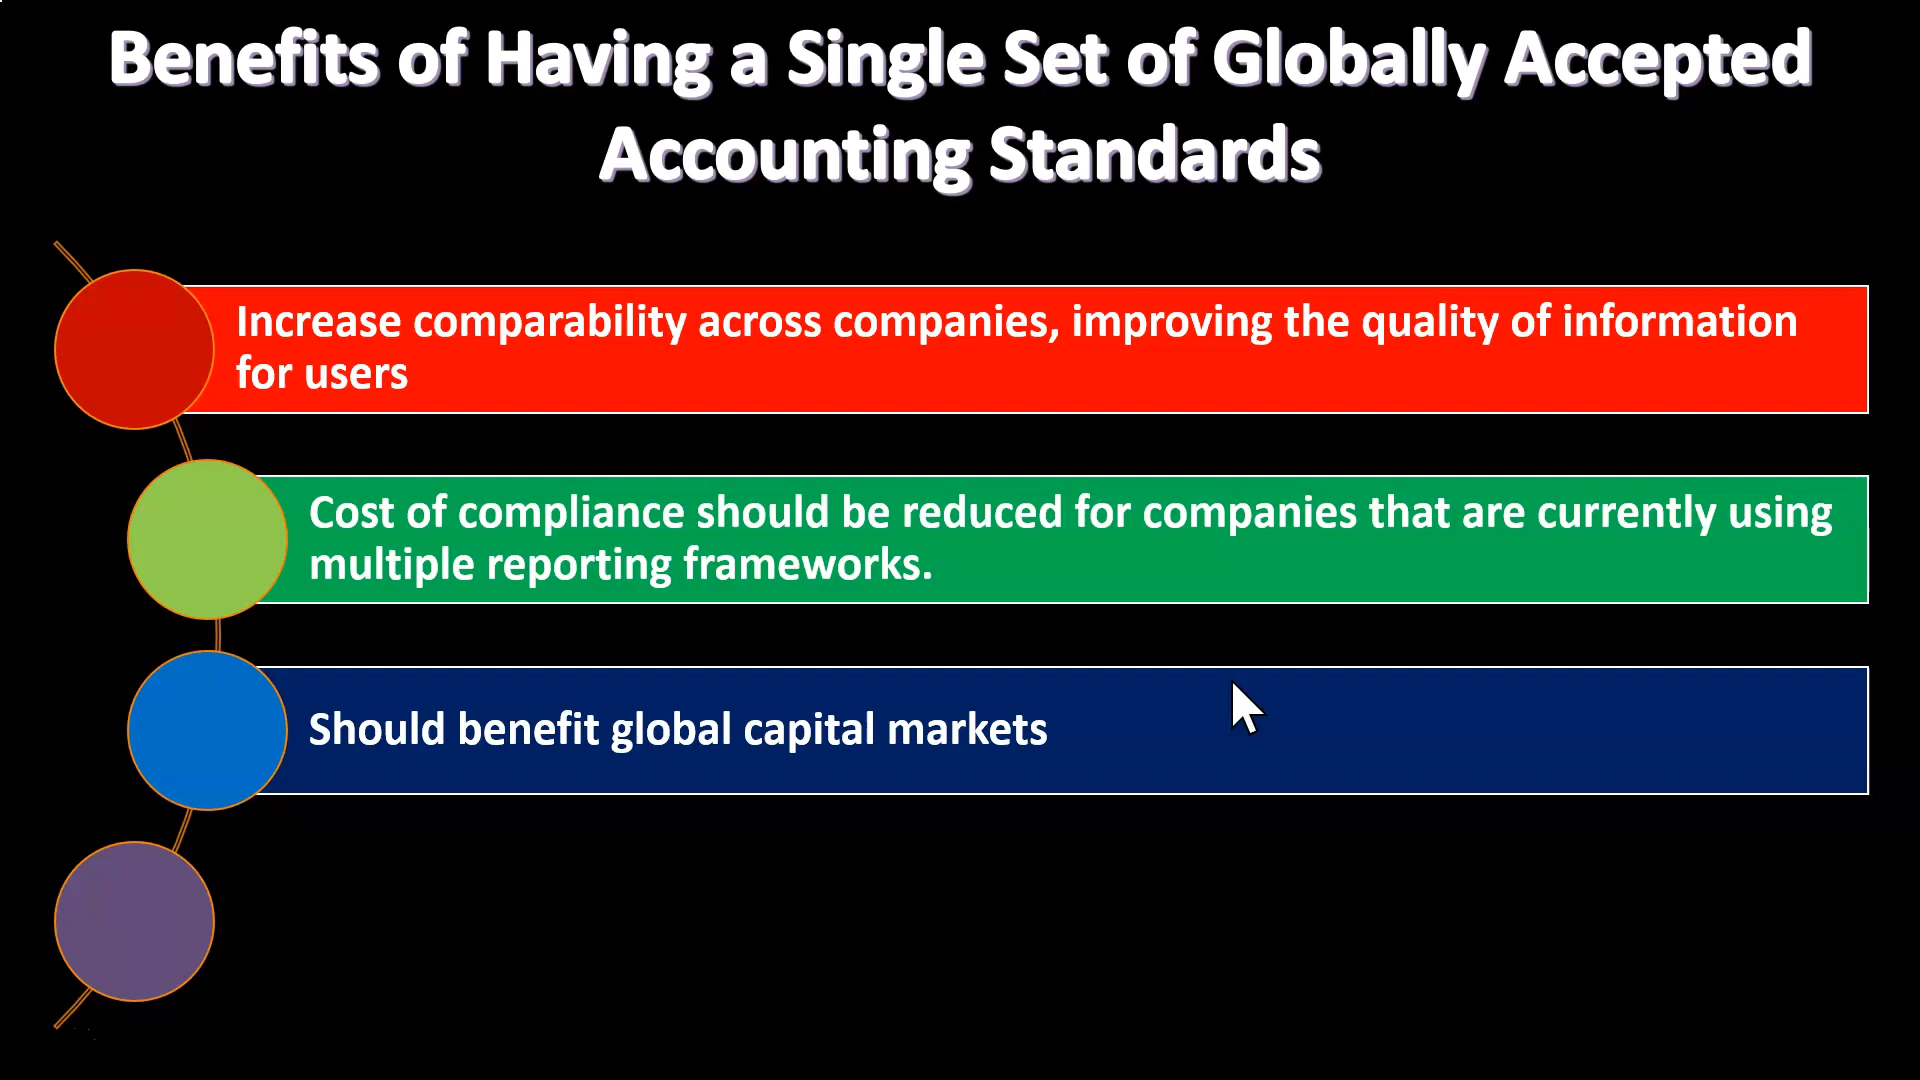 Benefits of Having a Single Set of Globally Accepted
Accounting Standards
Increase comparability across companies, improving the quality of information
for users
Cost of compliance should be reduced for companies that are currently using
multiple reporting frameworks.
Should benefit global capital markets